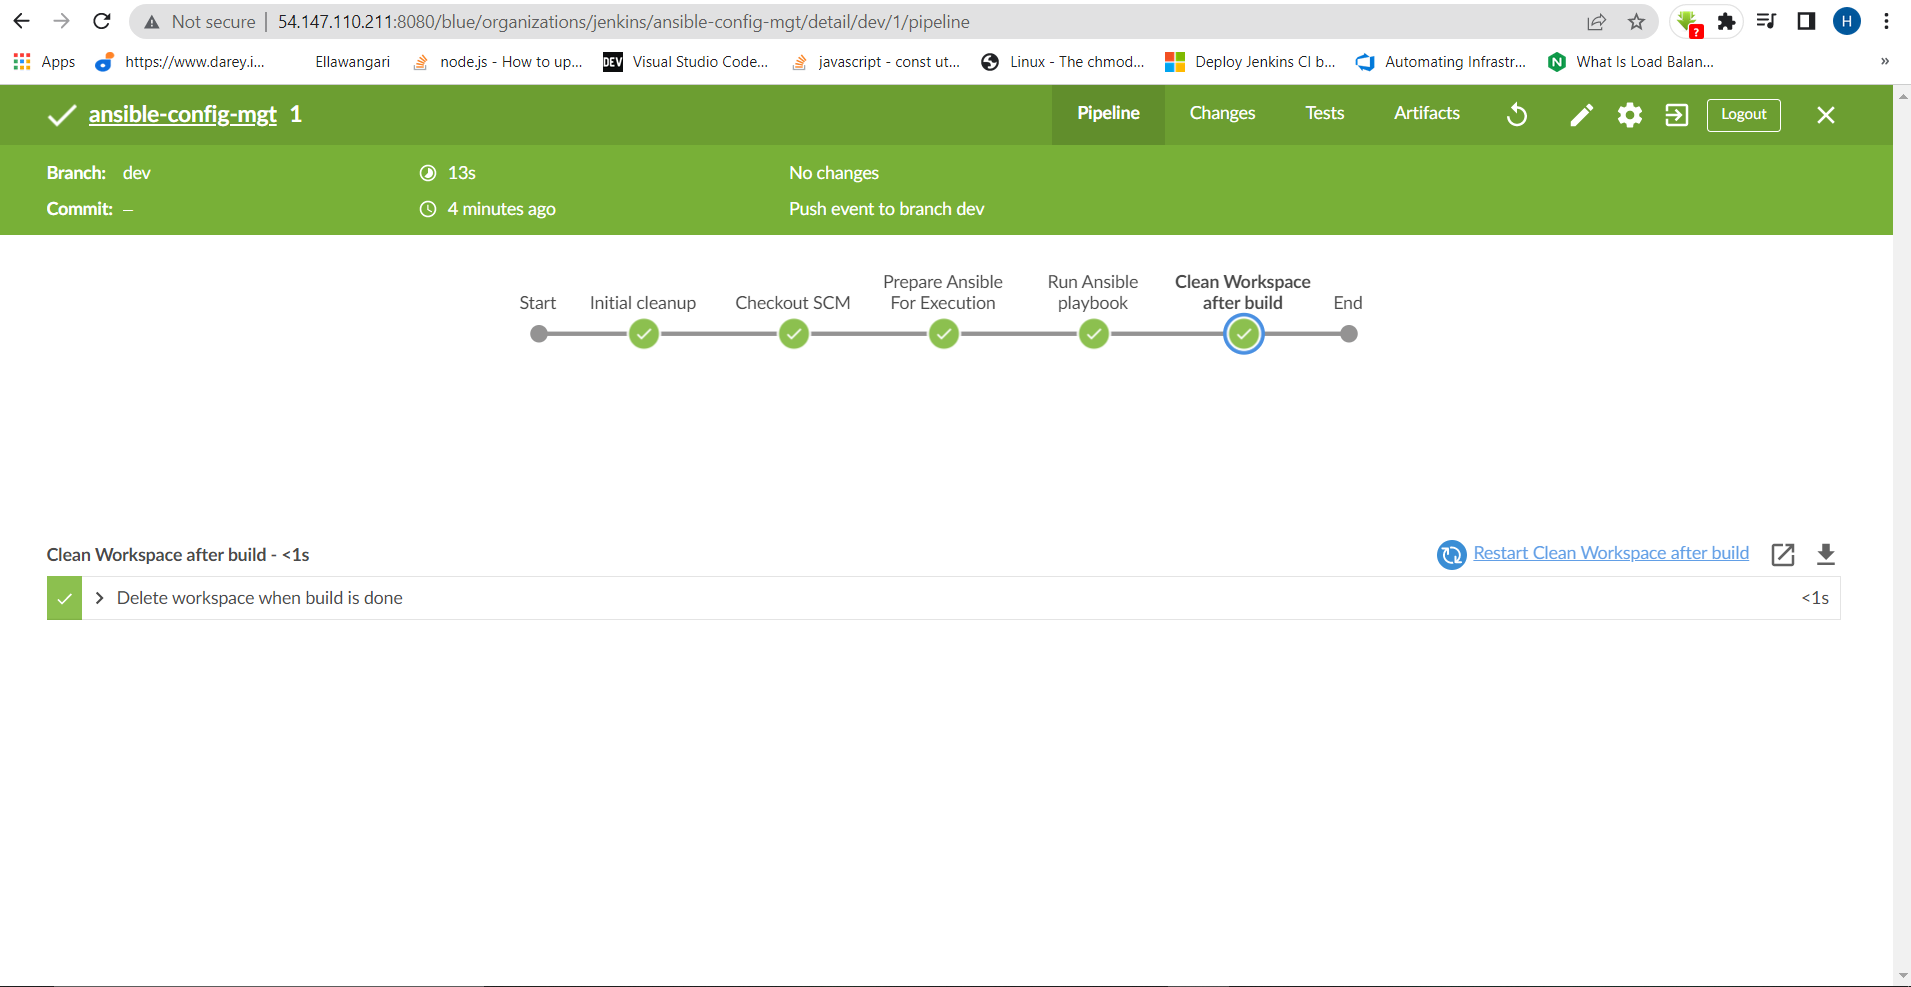 Not secure | 54.147.110.211:8080/blue/organizations/jenkins/ansible-config-mgt/detail/dev/1/pipeline
?
H
Apps https://www.darey.i... Ellawangari node.js - How to up... DEV Visual Studio Code... javascript - const ut... Linux - The chmod... Deploy Jenkins CI b... Automating Infrastr... N What Is Load Balan... »
ansible-config-mgt 1 Pipeline Changes Tests Artifacts Logout
Branch: dev 13s No changes
Commit: – 4 minutes ago Push event to branch dev
Start
Initial cleanup
Checkout SCM
Prepare Ansible
For Execution
Run Ansible
playbook
Clean Workspace
after build
End
Clean Workspace after build - <1s Restart Clean Workspace after build
Delete workspace when build is done <1s